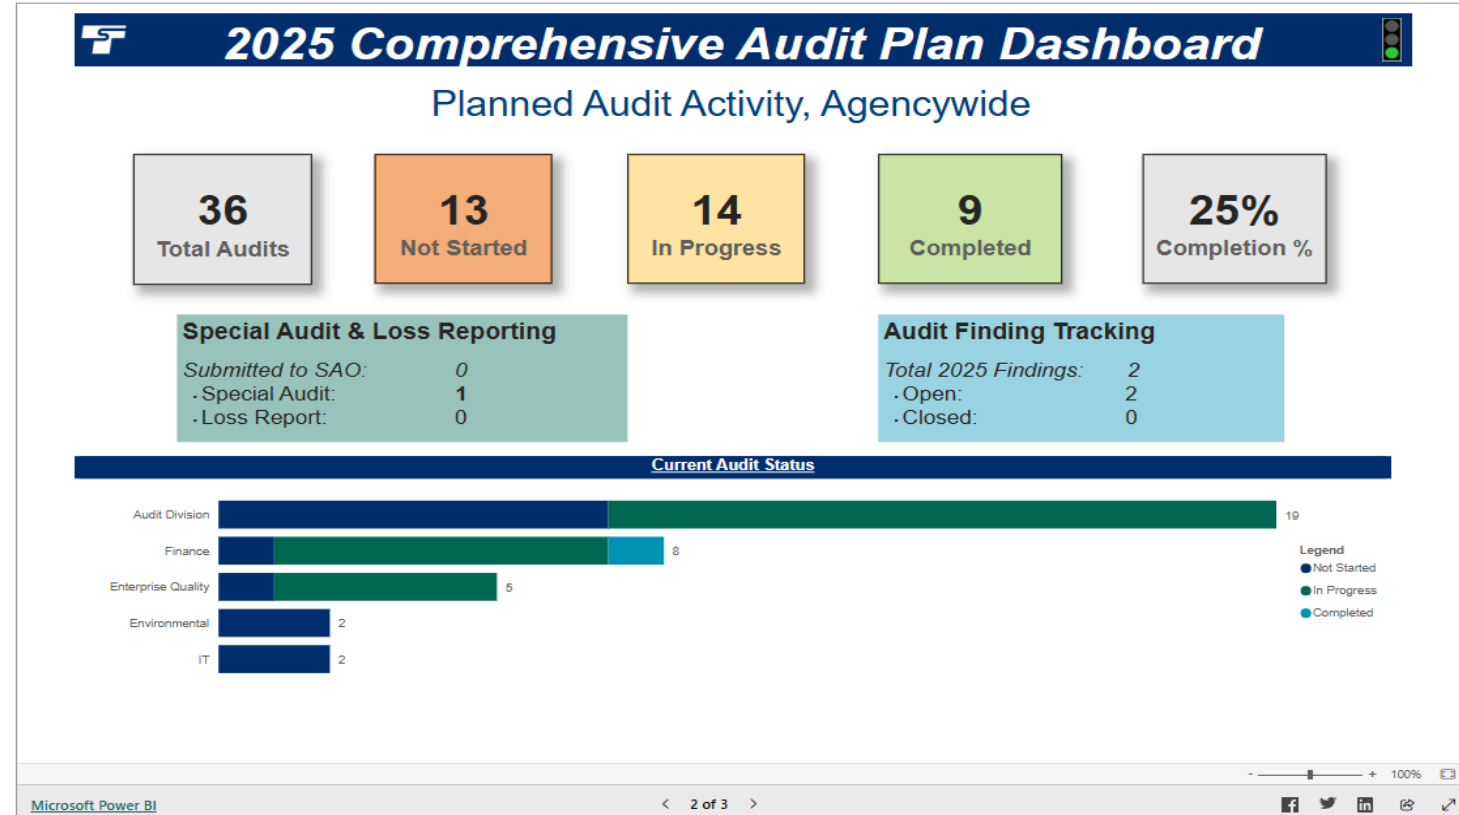 2025 Comprehensive Audit Plan Dashboard
Planned Audit Activity, Agencywide
36
Total Audits
13
Not Started
14
In Progress
9
Completed
25%
Completion %
Special Audit & Loss Reporting
Submitted to SAO: 0
· Special Audit: 1
· Loss Report: 0
Audit Finding Tracking
Total 2025 Findings: 2
· Open: 2
· Closed: 0
Current Audit Status
Audit Division 19
Finance 8
Enterprise Quality 5
Environmental 2
IT 2
Legend
Not Started
In Progress
Completed
- + 100%
Microsoft Power BI
< 2 of 3 >